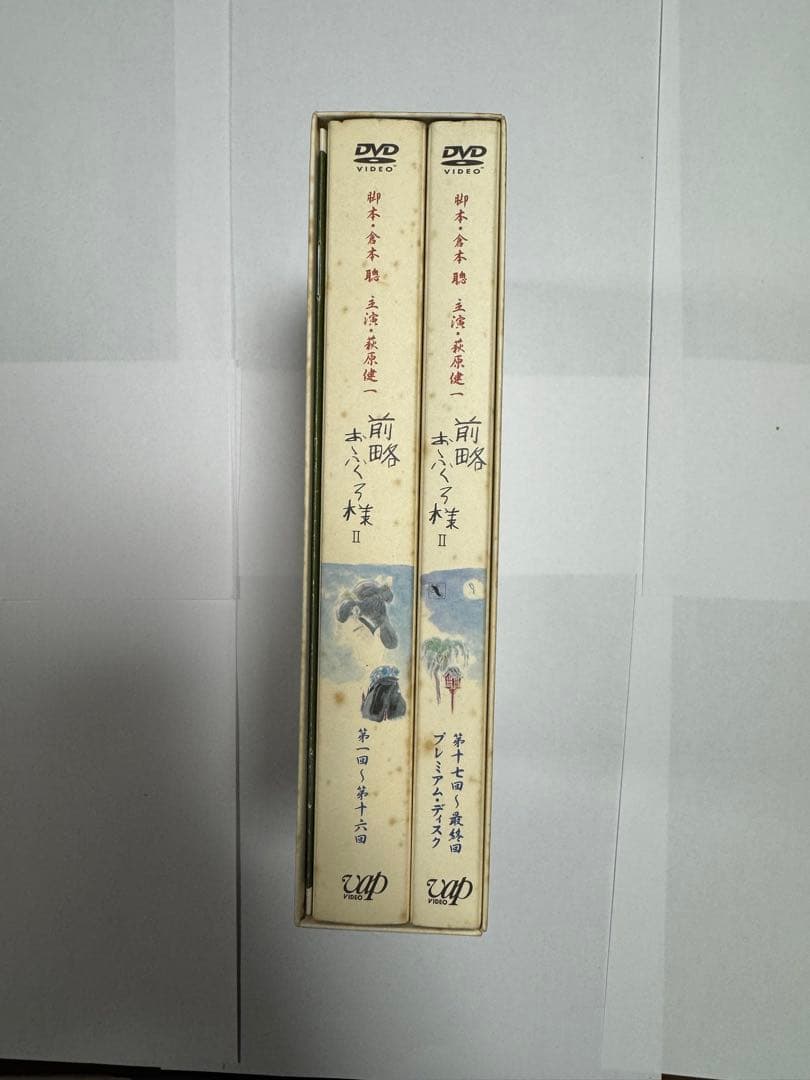 DVD
VIDEO™
脚本・倉本 聰 主演・萩原健一
前略
おふくろ様
II
第一回～第十六回
vap
VIDEO
DVD
VIDEO™
脚本・倉本 聰 主演・萩原健一
前略
おふくろ様
II
第十七回～最終回
プレミアム・ディスク
vap
VIDEO